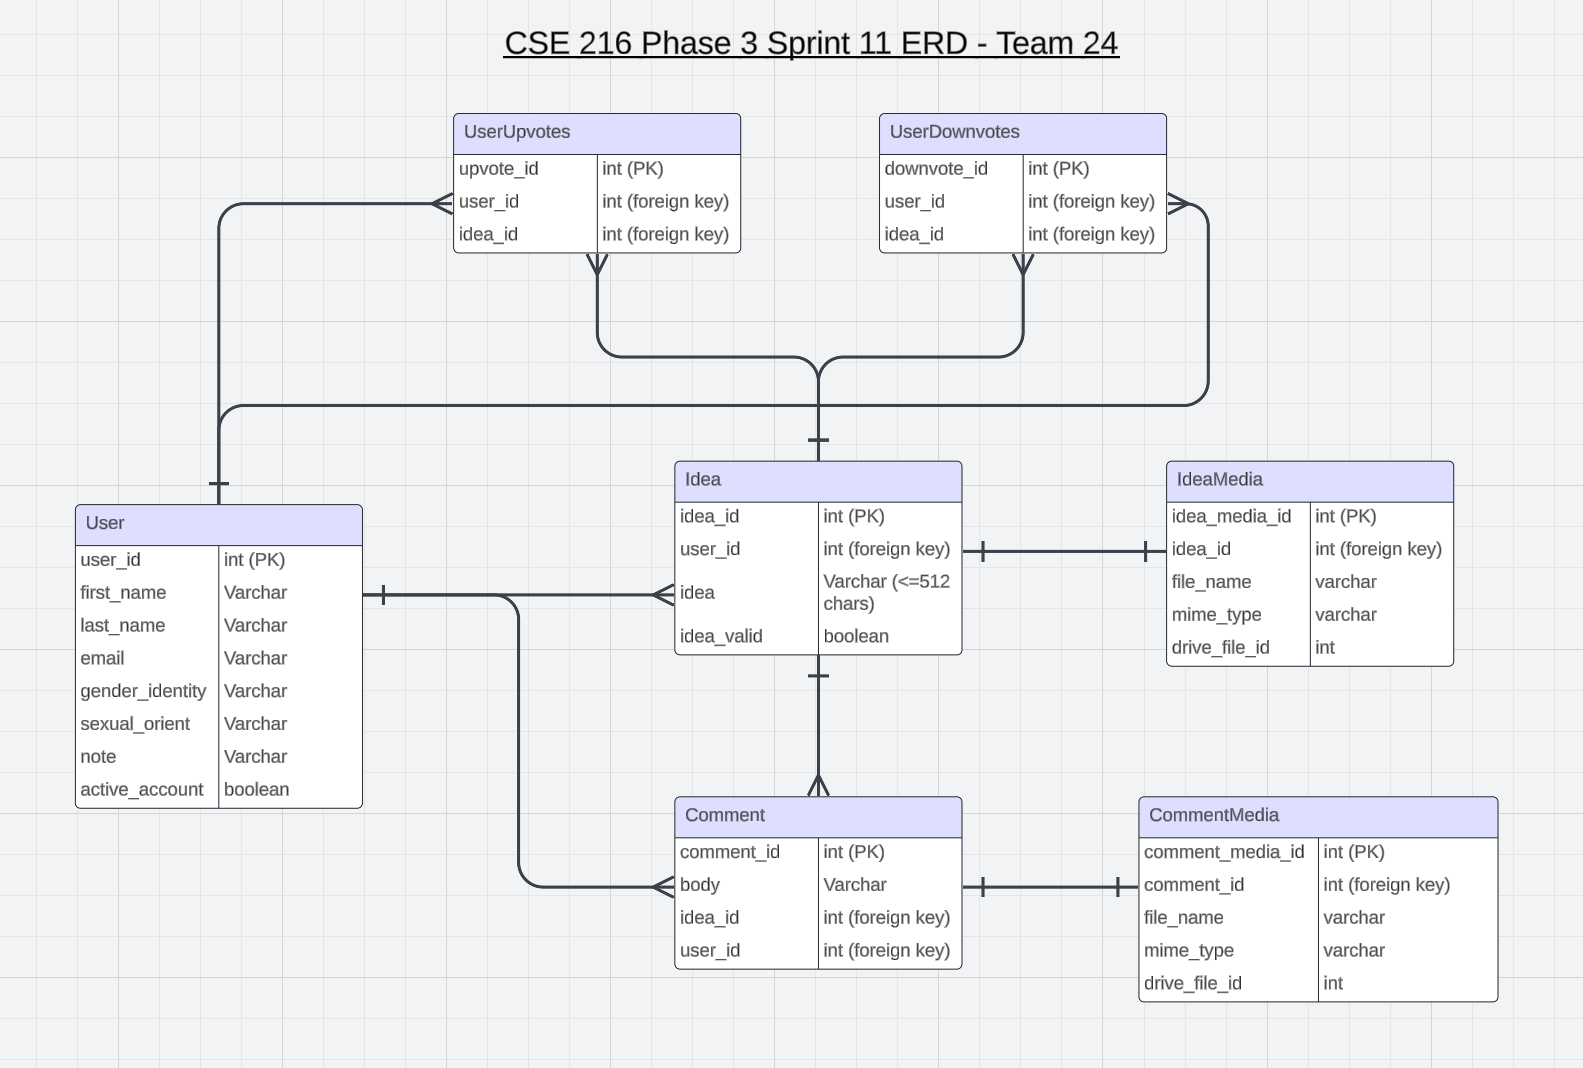 CSE 216 Phase 3 Sprint 11 ERD - Team 24
UserUpvotes
upvote_id int (PK)
user_id int (foreign key)
idea_id int (foreign key)
UserDownvotes
downvote_id int (PK)
user_id int (foreign key)
idea_id int (foreign key)
User
user_id int (PK)
first_name Varchar
last_name Varchar
email Varchar
gender_identity Varchar
sexual_orient Varchar
note Varchar
active_account boolean
Idea
idea_id int (PK)
user_id int (foreign key)
idea Varchar (<=512
chars)
idea_valid boolean
IdeaMedia
idea_media_id int (PK)
idea_id int (foreign key)
file_name varchar
mime_type varchar
drive_file_id int
Comment
comment_id int (PK)
body Varchar
idea_id int (foreign key)
user_id int (foreign key)
CommentMedia
comment_media_id int (PK)
comment_id int (foreign key)
file_name varchar
mime_type varchar
drive_file_id int